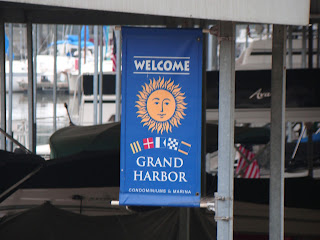 WELCOME
GRAND
HARBOR
CONDOMINIUMS & MARINA